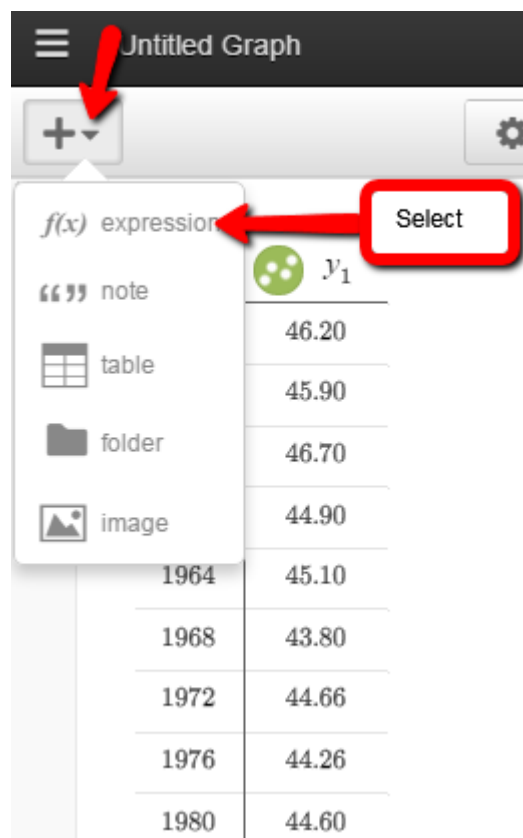 Untitled Graph
+
f(x) expression
Select
““ ”” note
y₁
46.20
table
45.90
folder
46.70
image
44.90
1964 45.10
1968 43.80
1972 44.66
1976 44.26
1980 44.60